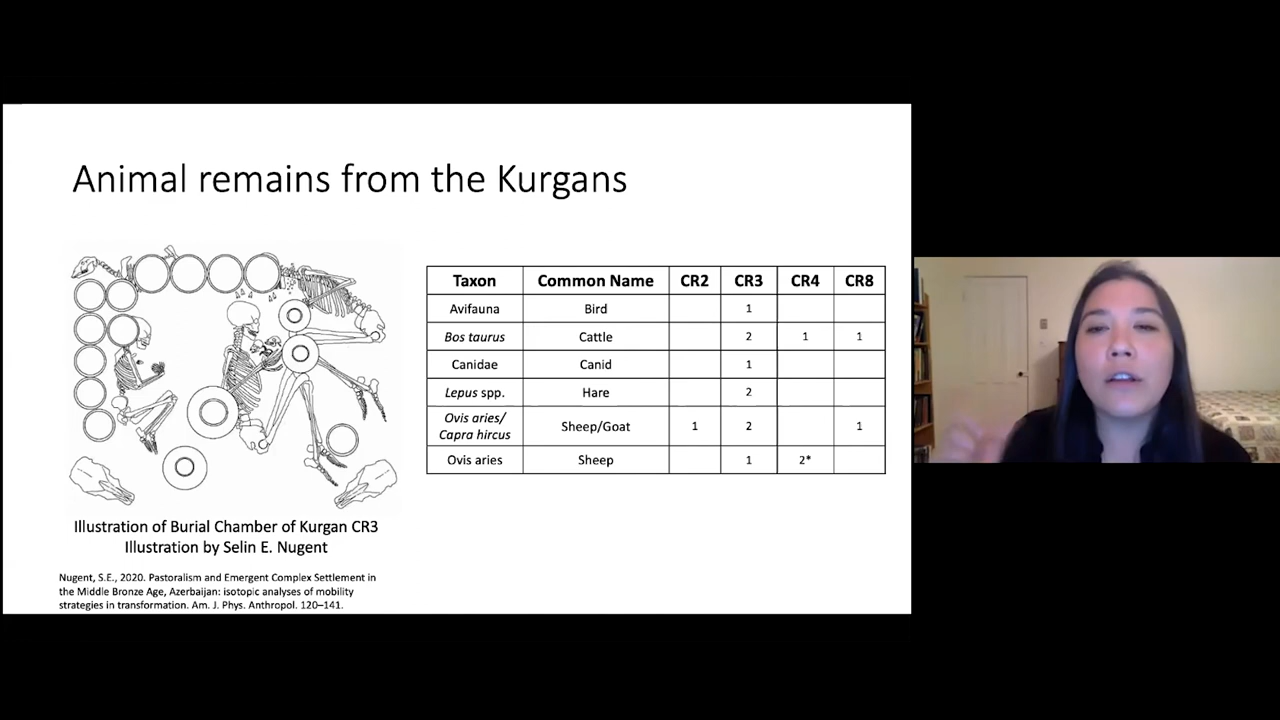 Animal remains from the Kurgans
Taxon Common Name CR2 CR3 CR4 CR8
Avifauna Bird 1
Bos taurus Cattle 2 1 1
Canidae Canid 1
Lepus spp. Hare 2
Ovis aries/
Capra hircus Sheep/Goat 1 2 1
Ovis aries Sheep 1 2*
Illustration of Burial Chamber of Kurgan CR3
Illustration by Selin E. Nugent
Nugent, S.E., 2020. Pastoralism and Emergent Complex Settlement in
the Middle Bronze Age, Azerbaijan: isotopic analyses of mobility
strategies in transformation. Am. J. Phys. Anthropol. 120–141.